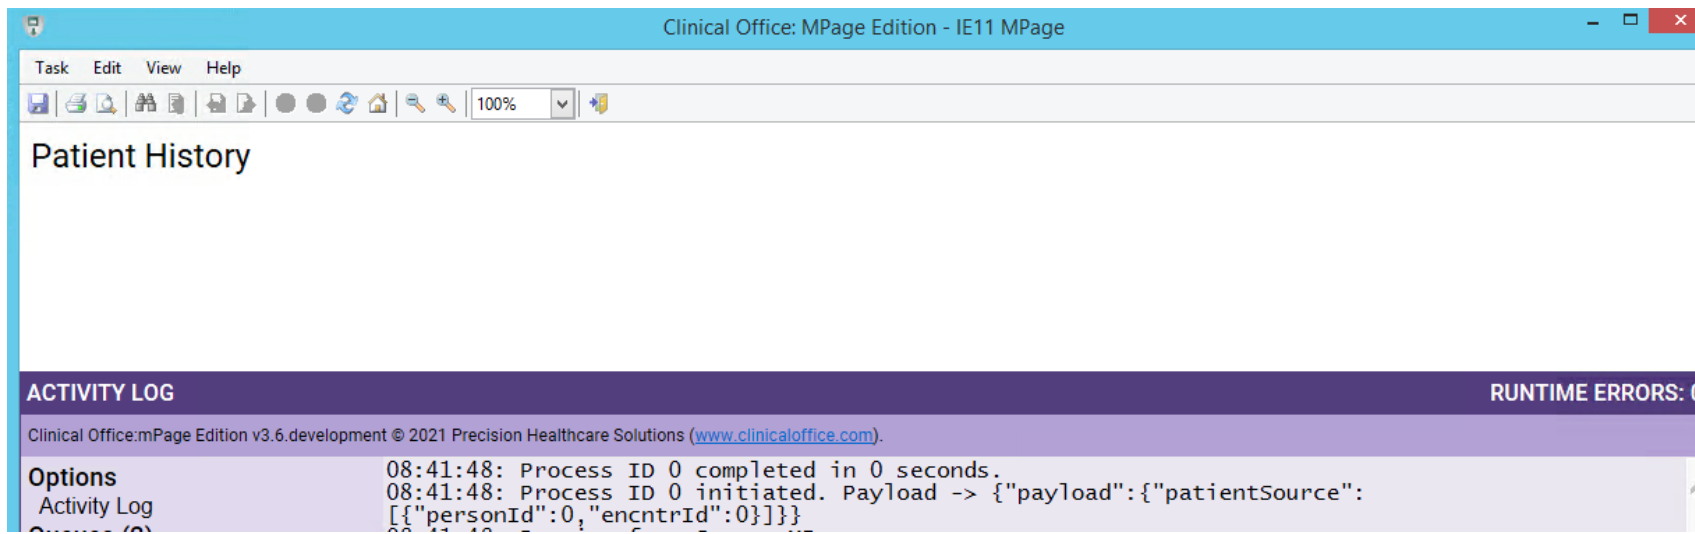 Clinical Office: MPage Edition - IE11 MPage
Task Edit View Help
100%
Patient History
ACTIVITY LOG
RUNTIME ERRORS:
Clinical Office:mPage Edition v3.6.development © 2021 Precision Healthcare Solutions (www.clinicaloffice.com).
Options
Activity Log
08:41:48: Process ID 0 completed in 0 seconds.
08:41:48: Process ID 0 initiated. Payload -> {"payload":{"patientSource":
[{"personId":0,"encntrId":0}]}}